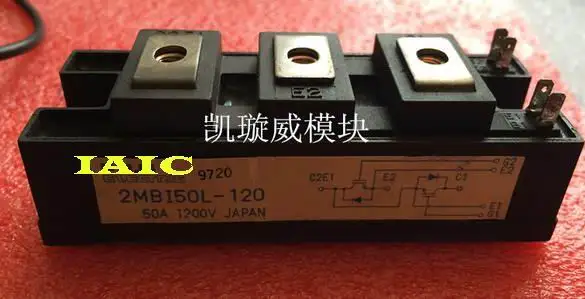 E2
凯璇威模块
IAIC
9720
2MBI50L-120
50A 1200V JAPAN
C2E1 E2 C1
G2
E2
E1
G1